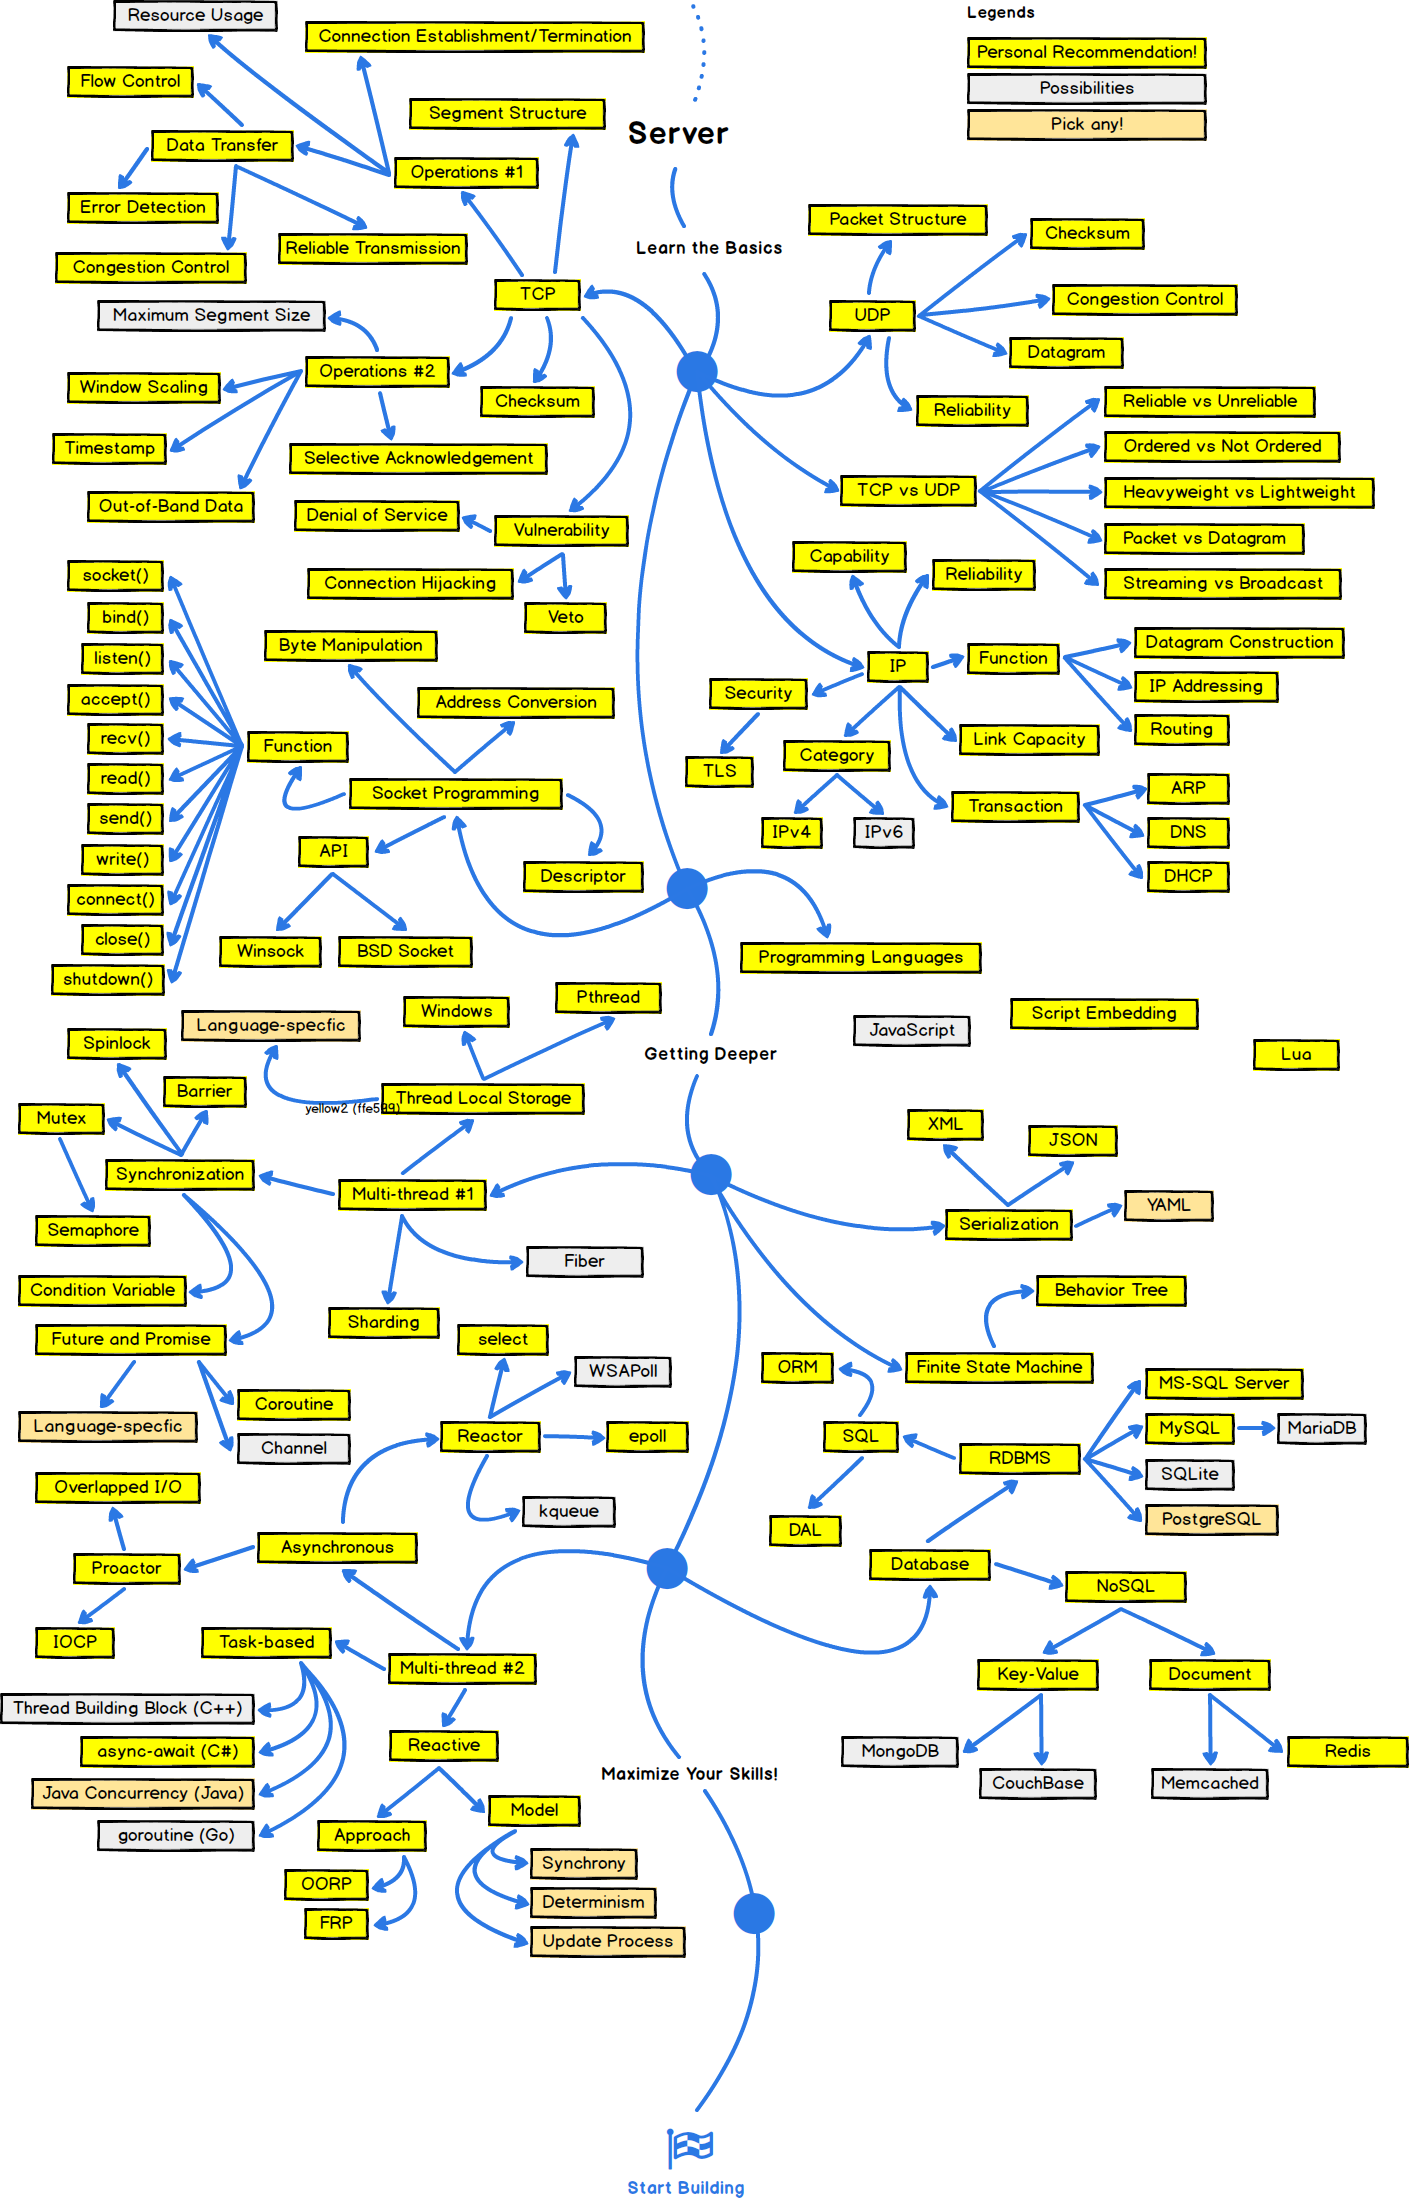 Legends
Personal Recommendation!
Possibilities
Pick any!
Server
Learn the Basics
Resource Usage
Connection Establishment/Termination
Flow Control
Segment Structure
Data Transfer
Operations #1
Error Detection
Reliable Transmission
Congestion Control
TCP
Maximum Segment Size
Operations #2
Window Scaling
Checksum
Timestamp
Selective Acknowledgement
Out-of-Band Data
Denial of Service
Vulnerability
Connection Hijacking
Veto
Packet Structure
Checksum
UDP
Congestion Control
Datagram
Reliability
Reliable vs Unreliable
Ordered vs Not Ordered
TCP vs UDP
Heavyweight vs Lightweight
Packet vs Datagram
Streaming vs Broadcast
Capability
Reliability
IP
Function
Datagram Construction
IP Addressing
Routing
Security
TLS
Category
Link Capacity
IPv4
IPv6
Transaction
ARP
DNS
DHCP
socket()
bind()
listen()
accept()
recv()
read()
send()
write()
connect()
close()
shutdown()
Byte Manipulation
Address Conversion
Function
Socket Programming
API
Descriptor
Winsock
BSD Socket
Programming Languages
Getting Deeper
JavaScript
Script Embedding
Lua
Windows
Pthread
Language-specfic
Spinlock
Barrier
Thread Local Storage
yellow2 (ffe599)
Mutex
Synchronization
Multi-thread #1
Semaphore
Fiber
Condition Variable
Sharding
Future and Promise
Language-specfic
Coroutine
Channel
XML
JSON
YAML
Serialization
Behavior Tree
Finite State Machine
select
WSAPoll
Reactor
epoll
kqueue
Overlapped I/O
Asynchronous
Proactor
IOCP
Task-based
Multi-thread #2
Thread Building Block (C++)
async-await (C#)
Java Concurrency (Java)
goroutine (Go)
Reactive
Approach
Model
OORP
FRP
Synchrony
Determinism
Update Process
ORM
SQL
DAL
RDBMS
MS-SQL Server
MySQL
MariaDB
SQLite
PostgreSQL
Database
NoSQL
Key-Value
Document
MongoDB
CouchBase
Memcached
Redis
Maximize Your Skills!
Start Building